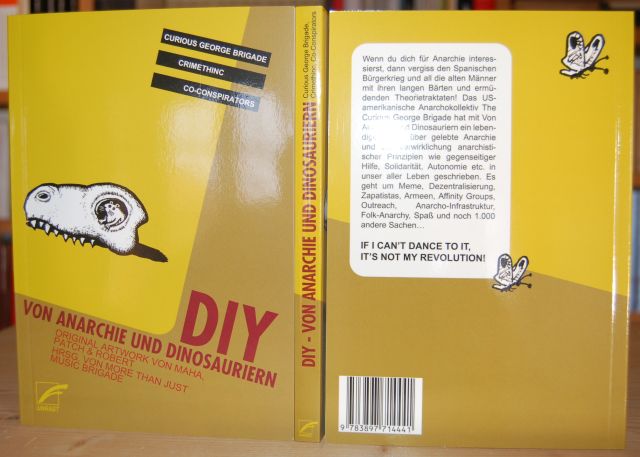 CURIOUS GEORGE BRIGADE
CRIMETHINC
CO-CONSPIRATORS
DIY
VON ANARCHIE UND DINOSAURIERN
ORIGINAL ARTWORK VON MAHA,
PATCH & ROBERT
HRSG. VON MORE THAN JUST
MUSIC BRIGADE
UNRAST
Curious George Brigade,
Crimethinc, Co-Conspirators
DIY - VON ANARCHIE UND DINOSAURIERN
Wenn du dich für Anarchie interes-
sierst, dann vergiss den Spanischen
Bürgerkrieg und all die alten Männer
mit ihren langen Bärten und ermü-
denden Theorietraktaten! Das US-
amerikanische Anarchokollektiv The
Curious George Brigade hat mit Von
und Dinosauriern ein leben-
über gelebte Anarchie
und anarchisti-
scher Prinzipien wie gegenseitiger
Hilfe, Solidarität, Autonomie etc. in
unser aller Leben geschrieben. Es
geht um Meme, Dezentralisierung,
Zapatistas, Armeen, Affinity Groups,
Outreach, Anarcho-Infrastruktur,
Folk-Anarchy, Spaß und noch 1.000
andere Sachen...
IF I CAN'T DANCE TO IT,
IT'S NOT MY REVOLUTION!
9 783897 714441